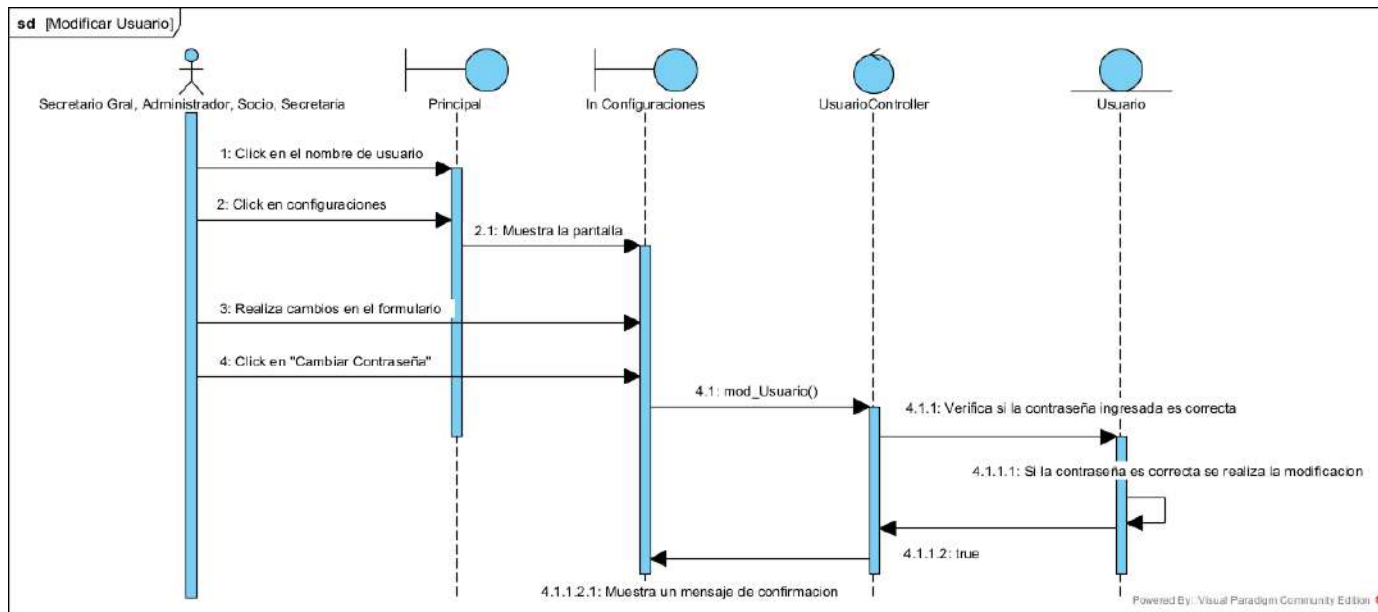 sd [Modificar Usuario]
Secretario Gral, Administrador, Socio, Secretaria
Principal
In Configuraciones
UsuarioController
Usuario
1: Click en el nombre de usuario
2: Click en configuraciones
2.1: Muestra la pantalla
3: Realiza cambios en el formulario
4: Click en "Cambiar Contraseña"
4.1: mod_Usuario()
4.1.1: Verifica si la contraseña ingresada es correcta
4.1.1.1: Si la contraseña es correcta se realiza la modificacion
4.1.1.2: true
4.1.1.2.1: Muestra un mensaje de confirmacion
Powered By: Visual Paradigm Community Edition